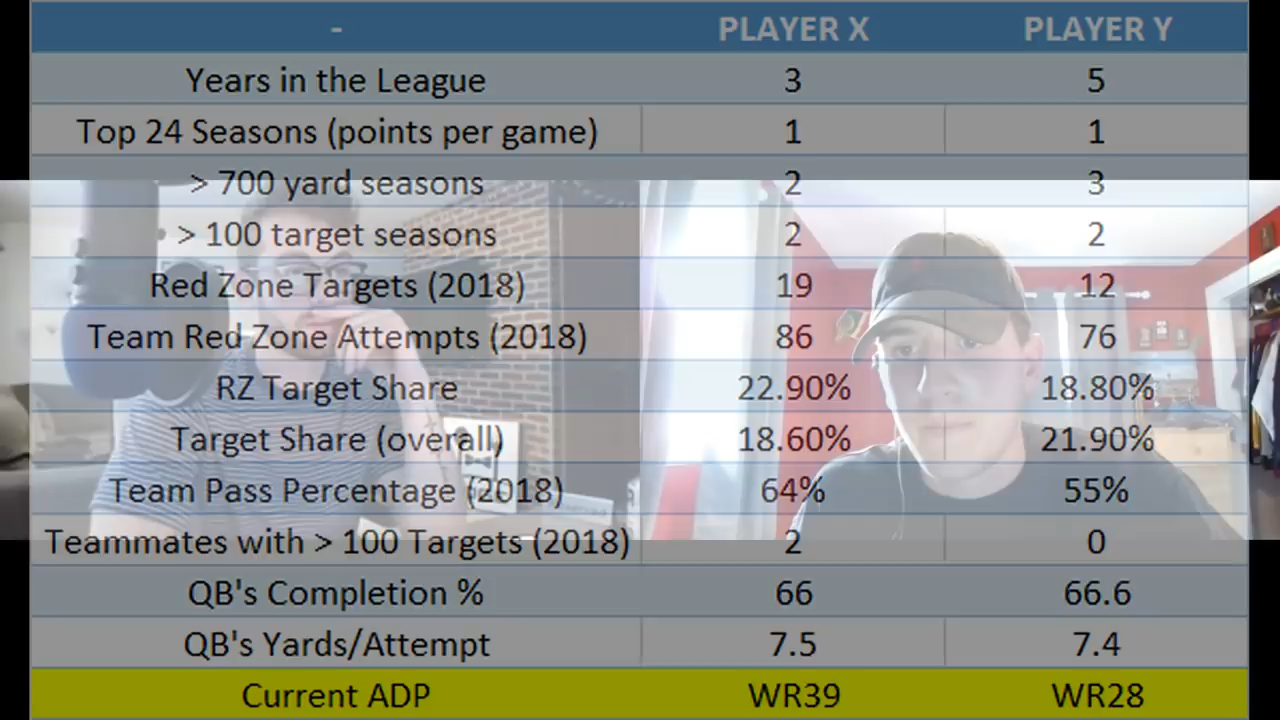 - PLAYER X PLAYER Y
Years in the League 3 5
Top 24 Seasons (points per game) 1 1
> 700 yard seasons 2 3
> 100 target seasons 2 2
Red Zone Targets (2018) 19 12
Team Red Zone Attempts (2018) 86 76
RZ Target Share 22.90% 18.80%
Target Share (overall) 18.60% 21.90%
Team Pass Percentage (2018) 64% 55%
Teammates with > 100 Targets (2018) 2 0
QB's Completion % 66 66.6
QB's Yards/Attempt 7.5 7.4
Current ADP WR39 WR28